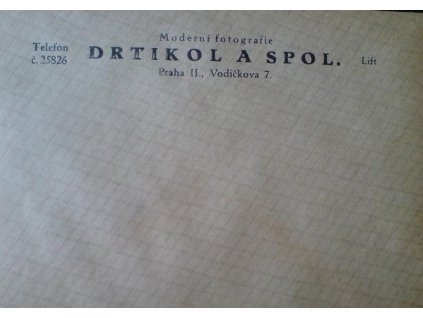 Moderní fotografie
Telefon
č. 25826
DRTIKOL A SPOL.
Lift
Praha II., Vodičkova 7.